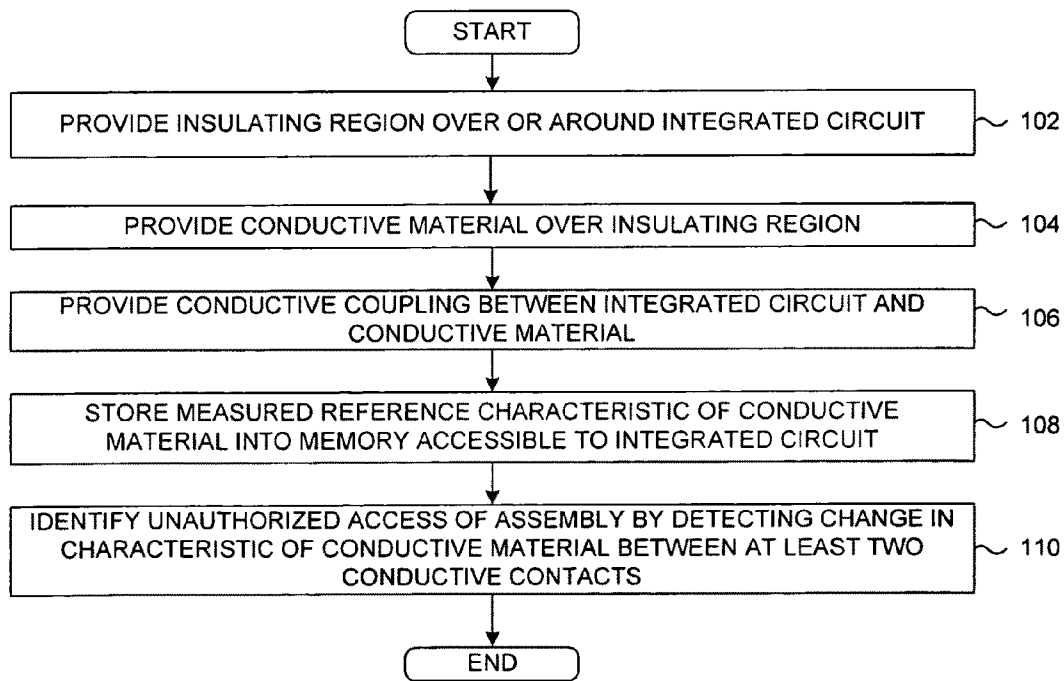 START
PROVIDE INSULATING REGION OVER OR AROUND INTEGRATED CIRCUIT
102
PROVIDE CONDUCTIVE MATERIAL OVER INSULATING REGION
104
PROVIDE CONDUCTIVE COUPLING BETWEEN INTEGRATED CIRCUIT AND
CONDUCTIVE MATERIAL
106
STORE MEASURED REFERENCE CHARACTERISTIC OF CONDUCTIVE
MATERIAL INTO MEMORY ACCESSIBLE TO INTEGRATED CIRCUIT
108
IDENTIFY UNAUTHORIZED ACCESS OF ASSEMBLY BY DETECTING CHANGE IN
CHARACTERISTIC OF CONDUCTIVE MATERIAL BETWEEN AT LEAST TWO
CONDUCTIVE CONTACTS
110
END